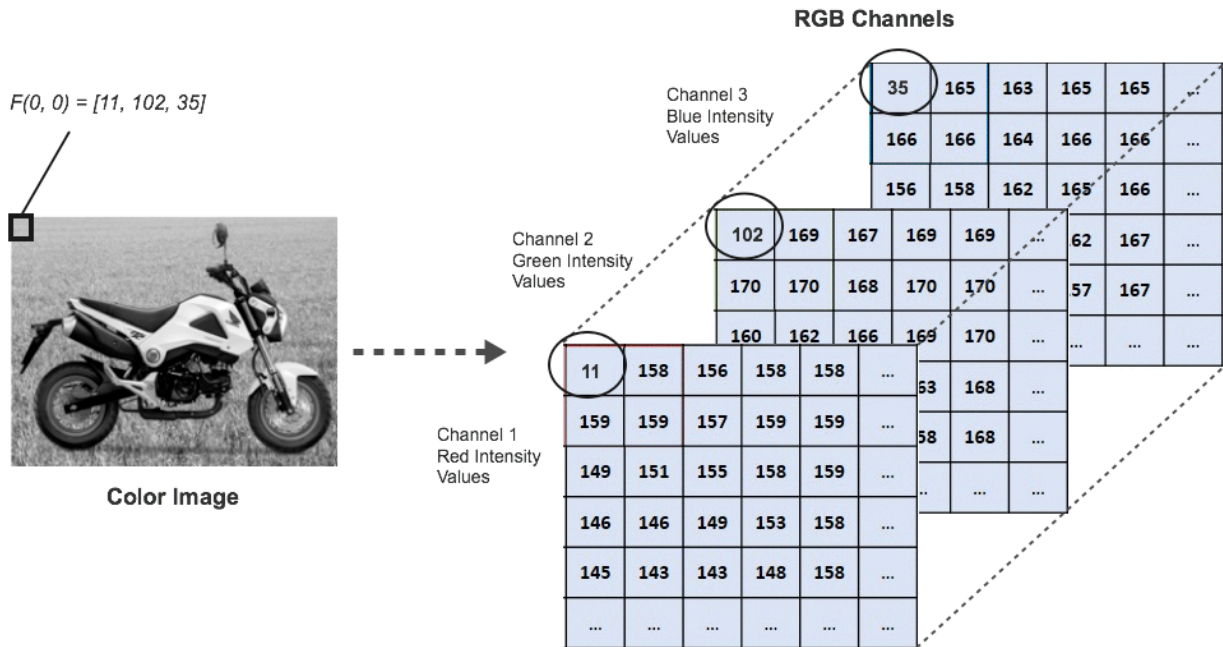 RGB Channels
F(0, 0) = [11, 102, 35]
Channel 3
Blue Intensity
Values
35 165 163 165 165 ...
166 166 164 166 166 ...
156 158 162 165 166 ...
167 ...
167 ...
... ... ...
Channel 2
Green Intensity
Values
102 169 167 169 169 ...
170 170 168 170 170 ...
160 162 166 169 170 ...
168 ...
168 ...
... ...
Channel 1
Red Intensity
Values
11 158 156 158 158 ...
159 159 157 159 159 ...
149 151 155 158 159 ...
146 146 149 153 158 ...
145 143 143 148 158 ...
... ... ... ... ... ...
Color Image